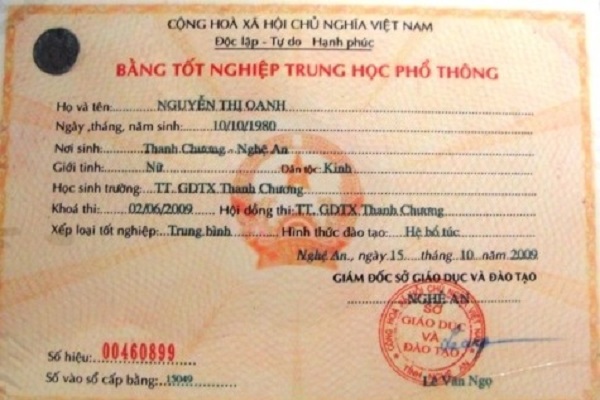 CỘNG HOÀ XÃ HỘI CHỦ NGHĨA VIỆT NAM
Độc lập - Tự do Hạnh phúc
BẰNG TỐT NGHIỆP TRUNG HỌC PHỔ THÔNG
Họ và tên: NGUYỄN THỊ OANH
Ngày ,tháng, năm sinh: 10/10/1980
Nơi sinh: Thanh Chương - Nghệ An
Giới tính: Nữ Dân tộc: Kinh
Học sinh trường: TT. GDTX Thanh Chương
Khoá thi: 02/06/2009 Hội đồng thi: TT. GDTX Thanh Chương
Xếp loại tốt nghiệp: Trung bình Hình thức đào tạo: Hệ bổ túc
Nghệ An, ngày 15 tháng 10 năm 2009
GIÁM ĐỐC SỞ GIÁO DỤC VÀ ĐÀO TẠO
NGHỆ AN
SỞ
GIÁO DỤC
VÀ
ĐÀO TẠO
Số hiệu: 00460899
Số vào sổ cấp bằng: 15049
Lê Văn Ngọ